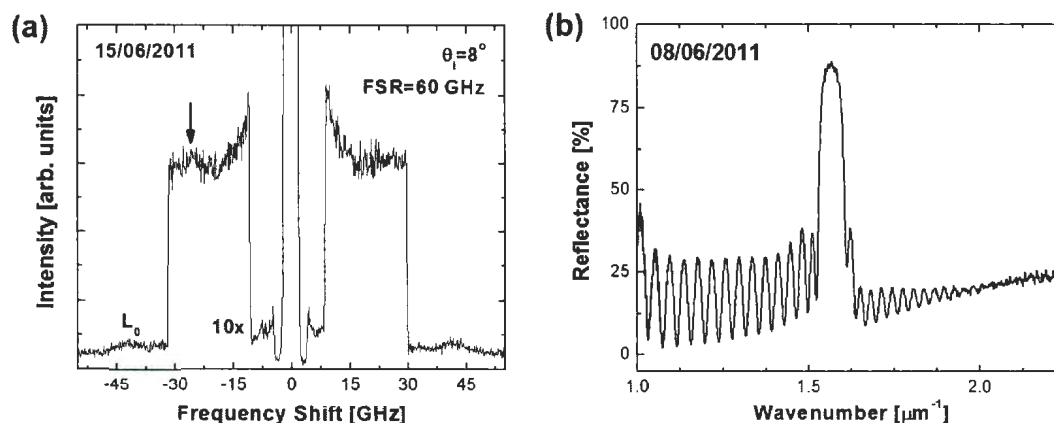 (a)
15/06/2011
θi=8°
FSR=60 GHz
L0
10x
Intensity [arb. units]
-45 -30 -15 0 15 30 45
Frequency Shift [GHz]
(b)
08/06/2011
100
75
50
25
0
Reflectance [%]
1.0 1.5 2.0
Wavenumber [μm-1]